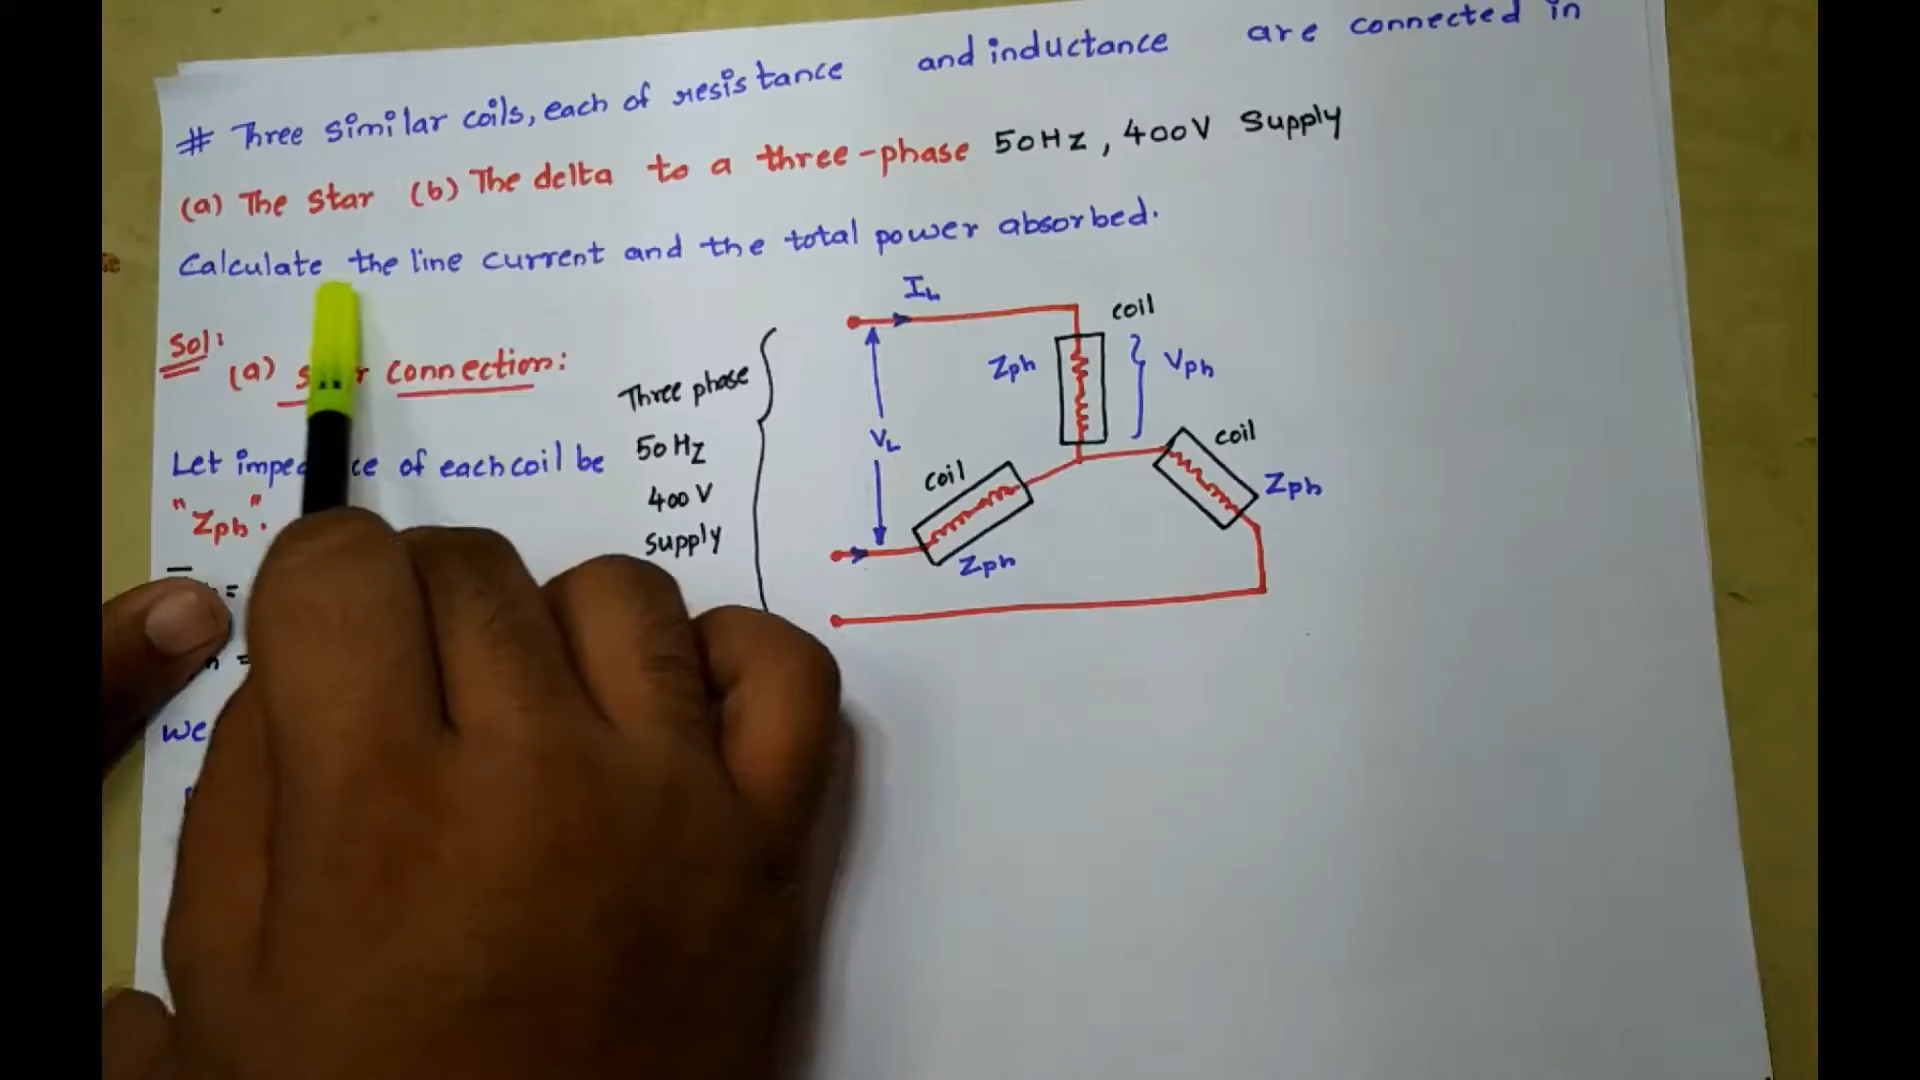 # Three similar coils, each of resistance and inductance are connected in
(a) The star (b) The delta to a three-phase 50Hz, 400V Supply
Calculate the line current and the total power absorbed.
Sol:
(a) connection:
Let of each coil be
"Zph".
=
=
We
Three phase
50 Hz
400 V
supply
IL
VL
coil
Zph
Vph
coil
Zph
coil
Zph